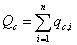 Q_c = \sum_{i=1}^{n} q_{c,i}